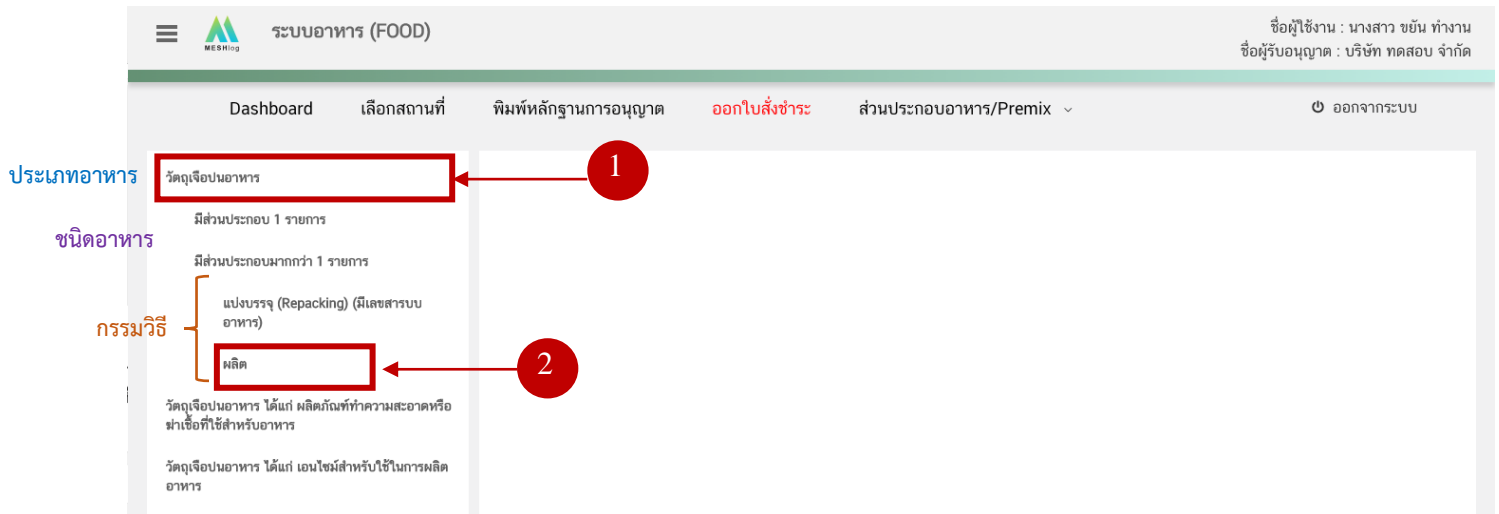 ระบบอาหาร (FOOD)
MESHlog
ชื่อผู้ใช้งาน : นางสาว ขยัน ทำงาน
ชื่อผู้รับอนุญาต : บริษัท ทดสอบ จำกัด
Dashboard เลือกสถานที่ พิมพ์หลักฐานการอนุญาต ออกใบสั่งชำระ ส่วนประกอบอาหาร/Premix ออกจากระบบ
ประเภทอาหาร
วัตถุเจือปนอาหาร
1
มีส่วนประกอบ 1 รายการ
ชนิดอาหาร
มีส่วนประกอบมากกว่า 1 รายการ
แบ่งบรรจุ (Repacking) (มีเลขสารบบ
อาหาร)
กรรมวิธี
ผลิต
2
วัตถุเจือปนอาหาร ได้แก่ ผลิตภัณฑ์ทำความสะอาดหรือ
ฆ่าเชื้อที่ใช้สำหรับอาหาร
วัตถุเจือปนอาหาร ได้แก่ เอนไซม์สำหรับใช้ในการผลิต
อาหาร